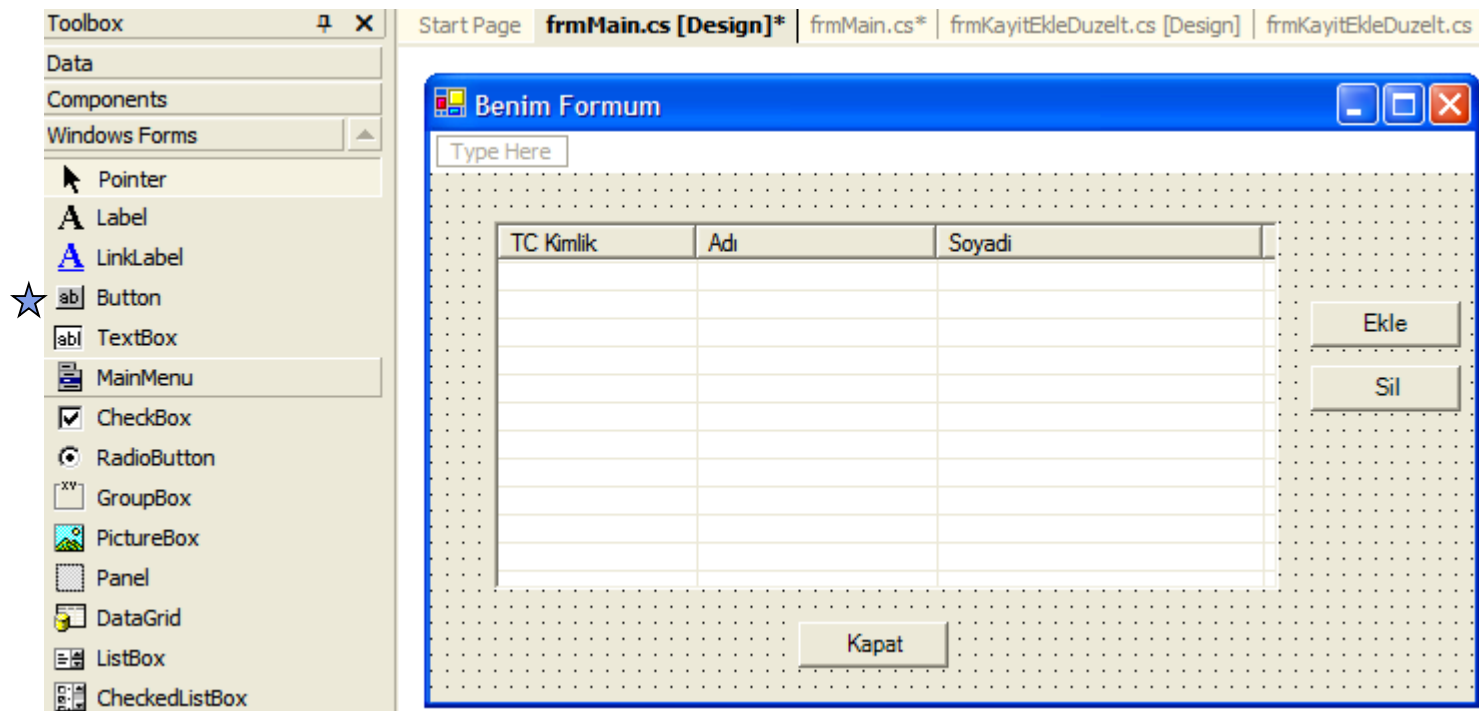 Toolbox
Data
Components
Windows Forms
Pointer
Label
LinkLabel
Button
TextBox
MainMenu
CheckBox
RadioButton
GroupBox
PictureBox
Panel
DataGrid
ListBox
CheckedListBox
Start Page frmMain.cs [Design]* frmMain.cs* frmKayitEkleDuzelt.cs [Design] frmKayitEkleDuzelt.cs
Benim Formum
Type Here
TC Kimlik Adı Soyadi
Ekle
Sil
Kapat